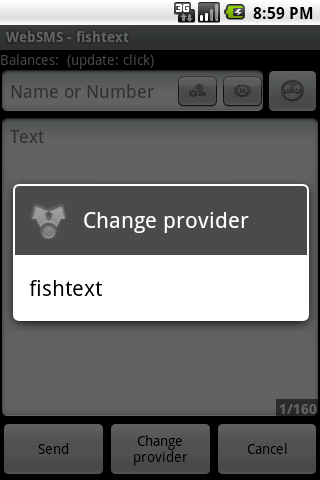 3G 8:59 PM
WebSMS - fishtext
Balances: (update: click)
Name or Number
Text
Change provider
fishtext
1/160
Send
Change
provider
Cancel